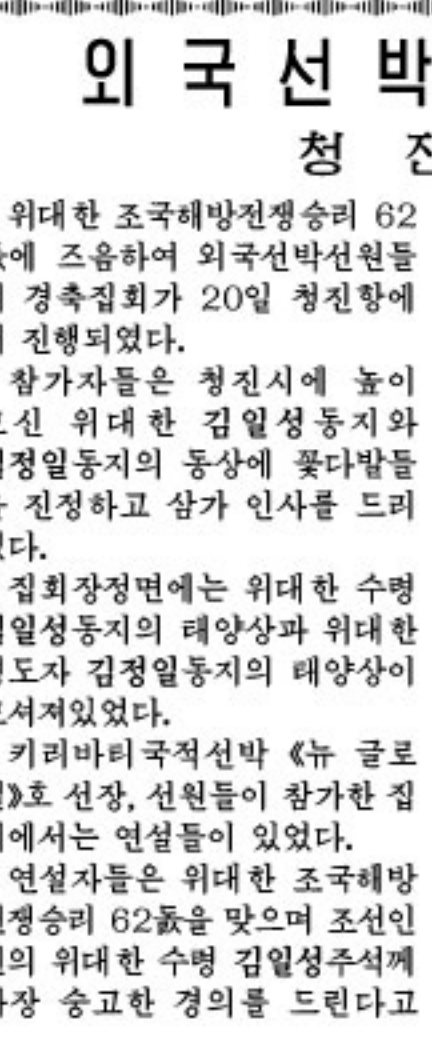 외국선박
청
위대한 조국해방전쟁승리 62
에 즈음하여 외국선박선원들
경축집회가 20일 청진항에
진행되였다.
참가자들은 청진시에 높이
신 위대한 김일성동지와
정일동지의 동상에 꽃다발들
진정하고 삼가 인사를 드리
다.
집회장정면에는 위대한 수령
일성동지의 태양상과 위대한
도자 김정일동지의 태양상이
셔져있었다.
키리바티국적선박 《뉴 글로
》호 선장, 선원들이 참가한 집
에서는 연설들이 있었다.
연설자들은 위대한 조국해방
쟁승리 62돐을 맞으며 조선인
의 위대한 수령 김일성주석께
장 숭고한 경의를 드린다고